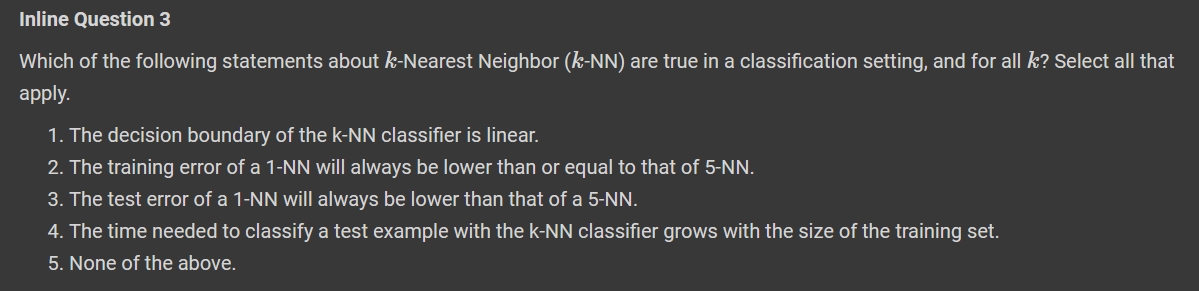 Inline Question 3
Which of the following statements about k-Nearest Neighbor (k-NN) are true in a classification setting, and for all k? Select all that
apply.
1. The decision boundary of the k-NN classifier is linear.
2. The training error of a 1-NN will always be lower than or equal to that of 5-NN.
3. The test error of a 1-NN will always be lower than that of a 5-NN.
4. The time needed to classify a test example with the k-NN classifier grows with the size of the training set.
5. None of the above.